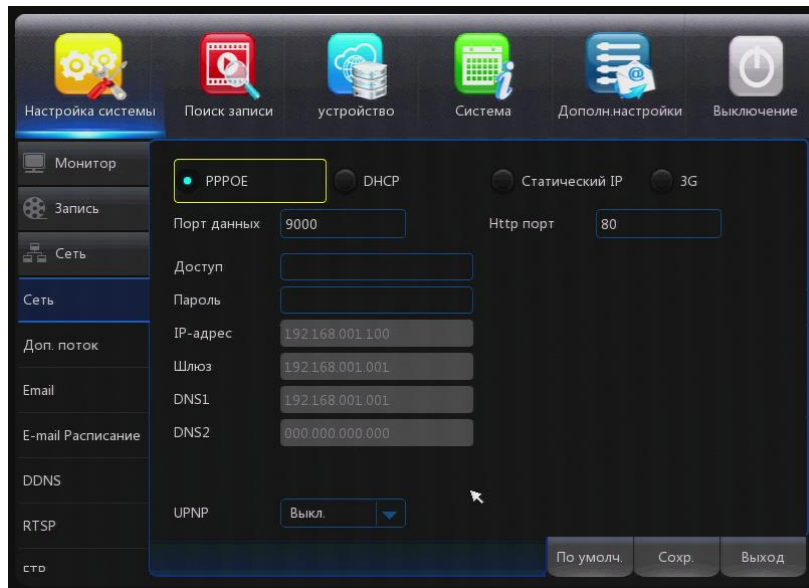 Настройка системы
Поиск записи
устройство
Система
Дополн.настройки
Выключение
Монитор
Запись
Сеть
Сеть
Доп. поток
Email
E-mail Расписание
DDNS
RTSP
PPPOE
DHCP
Статический IP
3G
Порт данных 9000
Http порт 80
Доступ
Пароль
IP-адрес 192.168.001.100
Шлюз 192.168.001.001
DNS1 192.168.001.001
DNS2 000.000.000.000
UPNP Выкл.
По умолч.
Сохр.
Выход